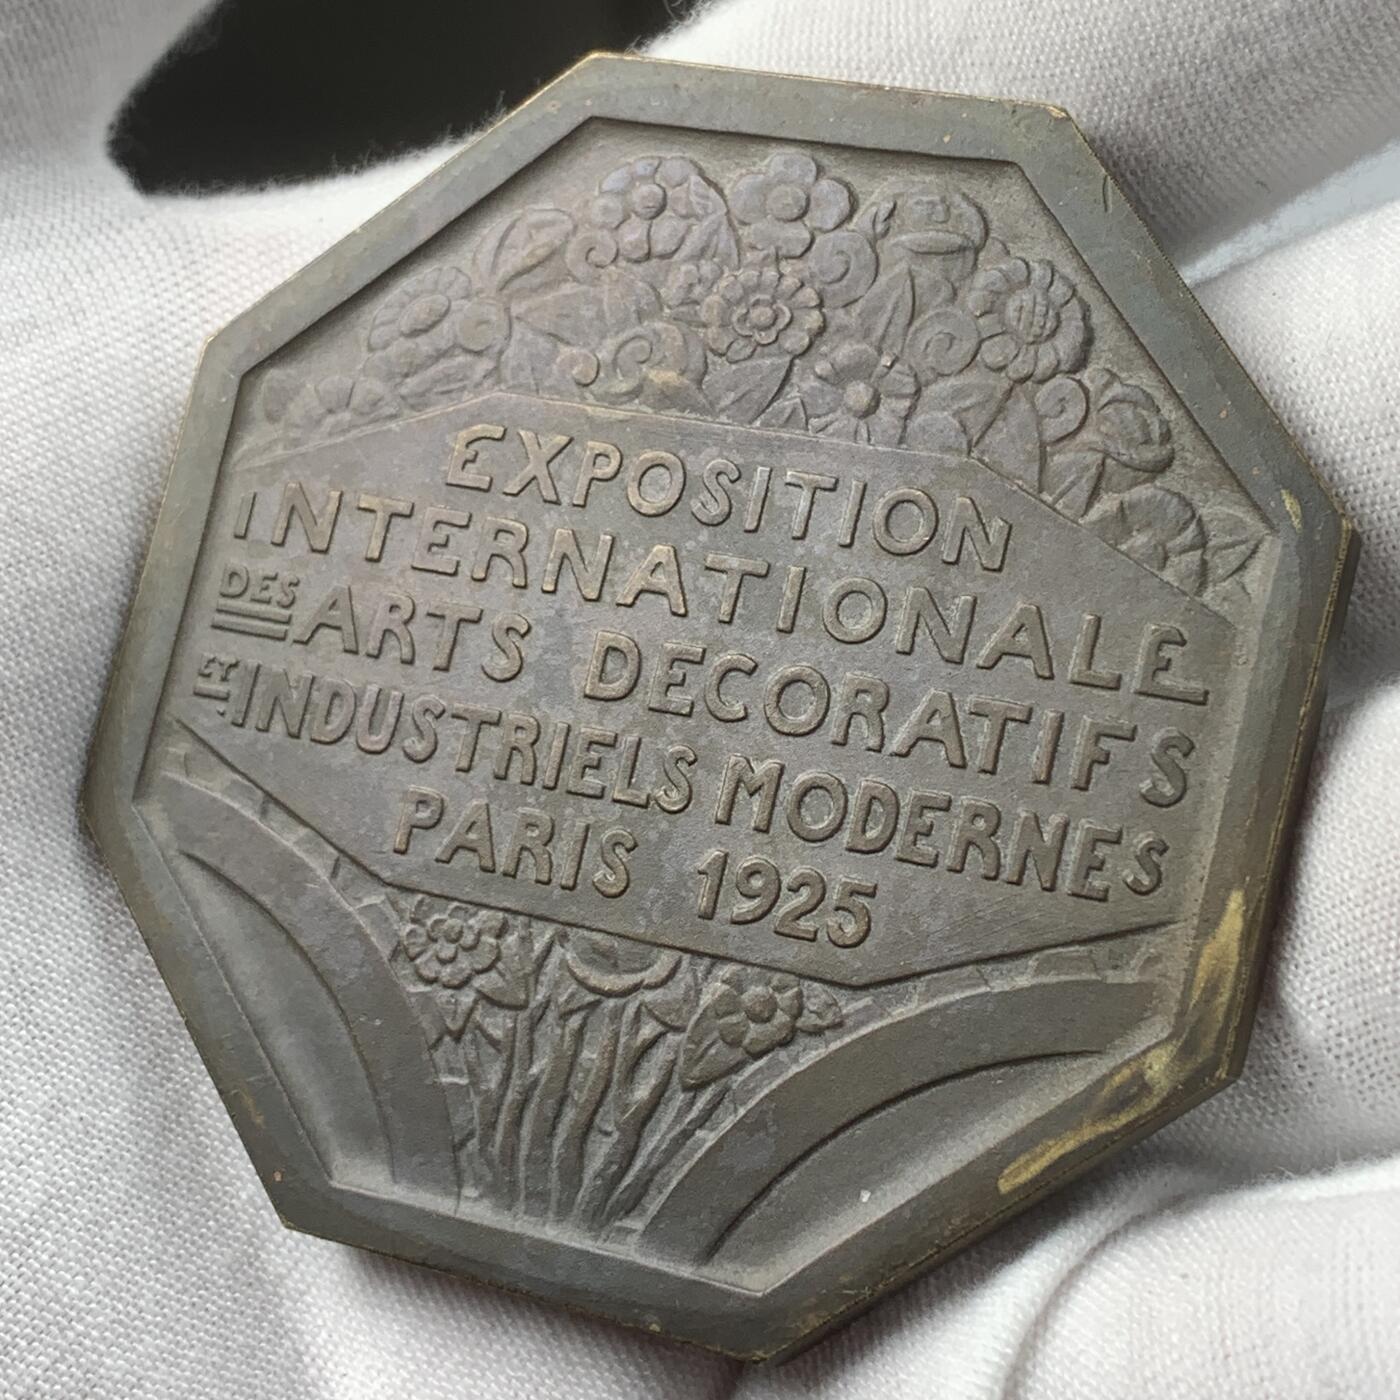 EXPOSITION
INTERNATIONALE
DES ARTS DECORATIFS
ET INDUSTRIELS MODERNES
PARIS 1925